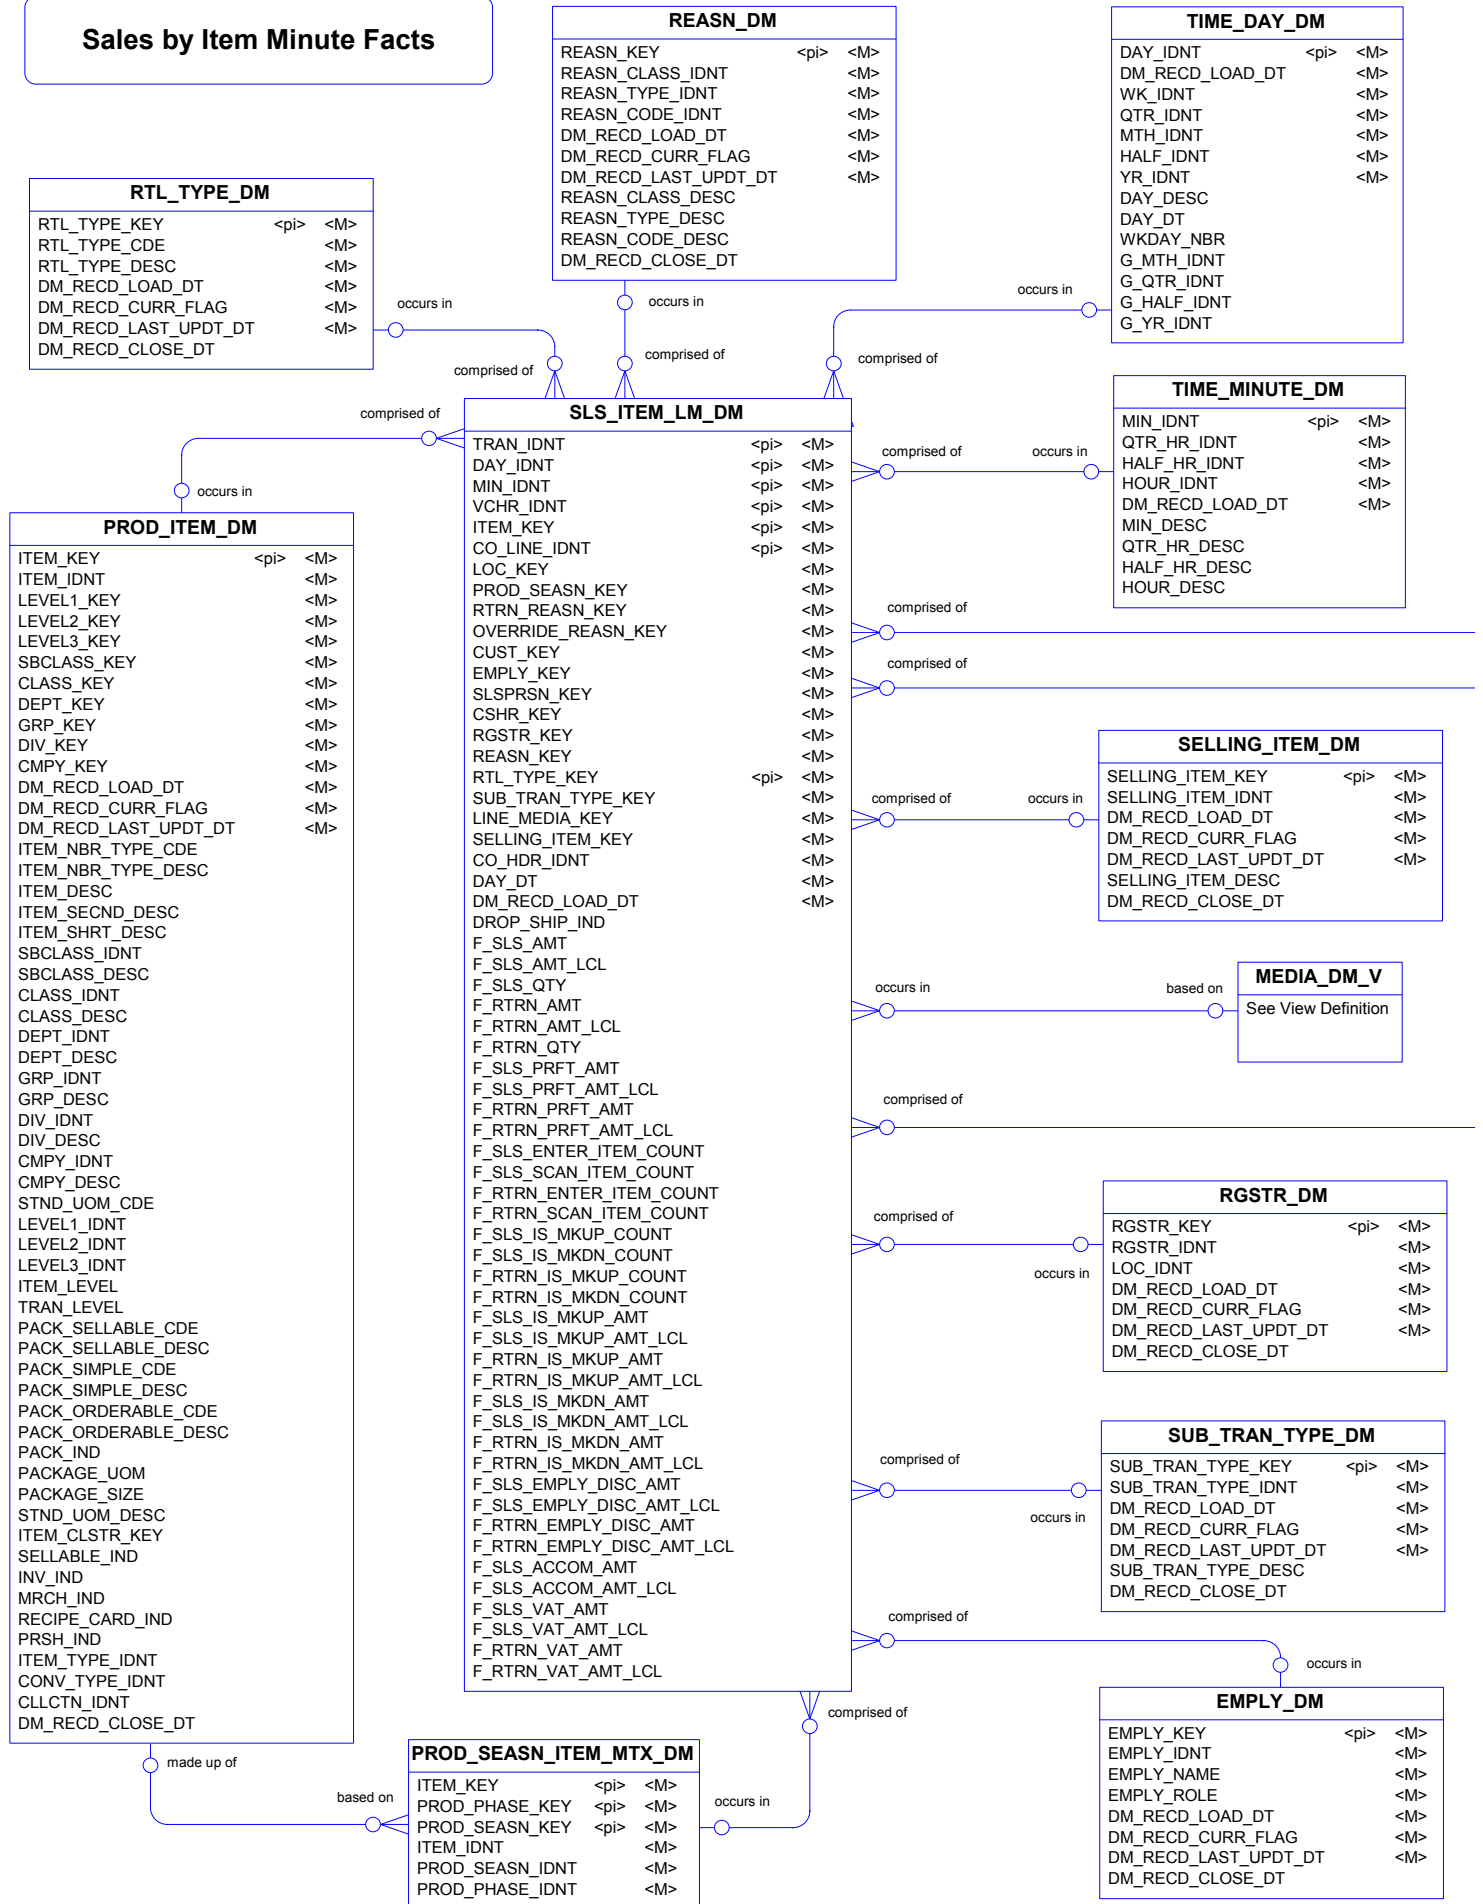 Sales by Item Minute Facts
REASN_DM
REASN_KEY <pi> <M>
REASN_CLASS_IDNT <M>
REASN_TYPE_IDNT <M>
REASN_CODE_IDNT <M>
DM_RECD_LOAD_DT <M>
DM_RECD_CURR_FLAG <M>
DM_RECD_LAST_UPDT_DT <M>
REASN_CLASS_DESC
REASN_TYPE_DESC
REASN_CODE_DESC
DM_RECD_CLOSE_DT
TIME_DAY_DM
DAY_IDNT <pi> <M>
DM_RECD_LOAD_DT <M>
WK_IDNT <M>
QTR_IDNT <M>
MTH_IDNT <M>
HALF_IDNT <M>
YR_IDNT <M>
DAY_DESC
DAY_DT
WKDAY_NBR
G_MTH_IDNT
G_QTR_IDNT
G_HALF_IDNT
G_YR_IDNT
RTL_TYPE_DM
RTL_TYPE_KEY <pi> <M>
RTL_TYPE_CDE <M>
RTL_TYPE_DESC <M>
DM_RECD_LOAD_DT <M>
DM_RECD_CURR_FLAG <M>
DM_RECD_LAST_UPDT_DT <M>
DM_RECD_CLOSE_DT
occurs in
comprised of
occurs in
comprised of
occurs in
comprised of
comprised of
occurs in
TIME_MINUTE_DM
MIN_IDNT <pi> <M>
QTR_HR_IDNT <M>
HALF_HR_IDNT <M>
HOUR_IDNT <M>
DM_RECD_LOAD_DT <M>
MIN_DESC
QTR_HR_DESC
HALF_HR_DESC
HOUR_DESC
SLS_ITEM_LM_DM
TRAN_IDNT <pi> <M>
DAY_IDNT <pi> <M>
MIN_IDNT <pi> <M>
VCHR_IDNT <pi> <M>
ITEM_KEY <pi> <M>
CO_LINE_IDNT <pi> <M>
LOC_KEY <M>
PROD_SEASN_KEY <M>
RTRN_REASN_KEY <M>
OVERRIDE_REASN_KEY <M>
CUST_KEY <M>
EMPLY_KEY <M>
SLSPRSN_KEY <M>
CSHR_KEY <M>
RGSTR_KEY <M>
REASN_KEY <M>
RTL_TYPE_KEY <pi> <M>
SUB_TRAN_TYPE_KEY <M>
LINE_MEDIA_KEY <M>
SELLING_ITEM_KEY <M>
CO_HDR_IDNT <M>
DAY_DT <M>
DM_RECD_LOAD_DT <M>
DROP_SHIP_IND
F_SLS_AMT
F_SLS_AMT_LCL
F_SLS_QTY
F_RTRN_AMT
F_RTRN_AMT_LCL
F_RTRN_QTY
F_SLS_PRFT_AMT
F_SLS_PRFT_AMT_LCL
F_RTRN_PRFT_AMT
F_RTRN_PRFT_AMT_LCL
F_SLS_ENTER_ITEM_COUNT
F_SLS_SCAN_ITEM_COUNT
F_RTRN_ENTER_ITEM_COUNT
F_RTRN_SCAN_ITEM_COUNT
F_SLS_IS_MKUP_COUNT
F_SLS_IS_MKDN_COUNT
F_RTRN_IS_MKUP_COUNT
F_RTRN_IS_MKDN_COUNT
F_SLS_IS_MKUP_AMT
F_SLS_IS_MKUP_AMT_LCL
F_RTRN_IS_MKUP_AMT
F_RTRN_IS_MKUP_AMT_LCL
F_SLS_IS_MKDN_AMT
F_SLS_IS_MKDN_AMT_LCL
F_RTRN_IS_MKDN_AMT
F_RTRN_IS_MKDN_AMT_LCL
F_SLS_EMPLY_DISC_AMT
F_SLS_EMPLY_DISC_AMT_LCL
F_RTRN_EMPLY_DISC_AMT
F_RTRN_EMPLY_DISC_AMT_LCL
F_SLS_ACCOM_AMT
F_SLS_ACCOM_AMT_LCL
F_SLS_VAT_AMT
F_SLS_VAT_AMT_LCL
F_RTRN_VAT_AMT
F_RTRN_VAT_AMT_LCL
PROD_ITEM_DM
ITEM_KEY <pi> <M>
ITEM_IDNT <M>
LEVEL1_KEY <M>
LEVEL2_KEY <M>
LEVEL3_KEY <M>
SBCLASS_KEY <M>
CLASS_KEY <M>
DEPT_KEY <M>
GRP_KEY <M>
DIV_KEY <M>
CMPY_KEY <M>
DM_RECD_LOAD_DT <M>
DM_RECD_CURR_FLAG <M>
DM_RECD_LAST_UPDT_DT <M>
ITEM_NBR_TYPE_CDE
ITEM_NBR_TYPE_DESC
ITEM_DESC
ITEM_SECND_DESC
ITEM_SHRT_DESC
SBCLASS_IDNT
SBCLASS_DESC
CLASS_IDNT
CLASS_DESC
DEPT_IDNT
DEPT_DESC
GRP_IDNT
GRP_DESC
DIV_IDNT
DIV_DESC
CMPY_IDNT
CMPY_DESC
STND_UOM_CDE
LEVEL1_IDNT
LEVEL2_IDNT
LEVEL3_IDNT
ITEM_LEVEL
TRAN_LEVEL
PACK_SELLABLE_CDE
PACK_SELLABLE_DESC
PACK_SIMPLE_CDE
PACK_SIMPLE_DESC
PACK_ORDERABLE_CDE
PACK_ORDERABLE_DESC
PACK_IND
PACKAGE_UOM
PACKAGE_SIZE
STND_UOM_DESC
ITEM_CLSTR_KEY
SELLABLE_IND
INV_IND
MRCH_IND
RECIPE_CARD_IND
PRSH_IND
ITEM_TYPE_IDNT
CONV_TYPE_IDNT
CLLCTN_IDNT
DM_RECD_CLOSE_DT
comprised of
occurs in
comprised of
comprised of
SELLING_ITEM_DM
SELLING_ITEM_KEY <pi> <M>
SELLING_ITEM_IDNT <M>
DM_RECD_LOAD_DT <M>
DM_RECD_CURR_FLAG <M>
DM_RECD_LAST_UPDT_DT <M>
SELLING_ITEM_DESC
DM_RECD_CLOSE_DT
comprised of
occurs in
MEDIA_DM_V
See View Definition
occurs in
based on
comprised of
RGSTR_DM
RGSTR_KEY <pi> <M>
RGSTR_IDNT <M>
LOC_IDNT <M>
DM_RECD_LOAD_DT <M>
DM_RECD_CURR_FLAG <M>
DM_RECD_LAST_UPDT_DT <M>
DM_RECD_CLOSE_DT
comprised of
occurs in
SUB_TRAN_TYPE_DM
SUB_TRAN_TYPE_KEY <pi> <M>
SUB_TRAN_TYPE_IDNT <M>
DM_RECD_LOAD_DT <M>
DM_RECD_CURR_FLAG <M>
DM_RECD_LAST_UPDT_DT <M>
SUB_TRAN_TYPE_DESC
DM_RECD_CLOSE_DT
comprised of
occurs in
comprised of
occurs in
EMPLY_DM
EMPLY_KEY <pi> <M>
EMPLY_IDNT <M>
EMPLY_NAME <M>
EMPLY_ROLE <M>
DM_RECD_LOAD_DT <M>
DM_RECD_CURR_FLAG <M>
DM_RECD_LAST_UPDT_DT <M>
DM_RECD_CLOSE_DT
comprised of
made up of
based on
occurs in
PROD_SEASN_ITEM_MTX_DM
ITEM_KEY <pi> <M>
PROD_PHASE_KEY <pi> <M>
PROD_SEASN_KEY <pi> <M>
ITEM_IDNT <M>
PROD_SEASN_IDNT <M>
PROD_PHASE_IDNT <M>